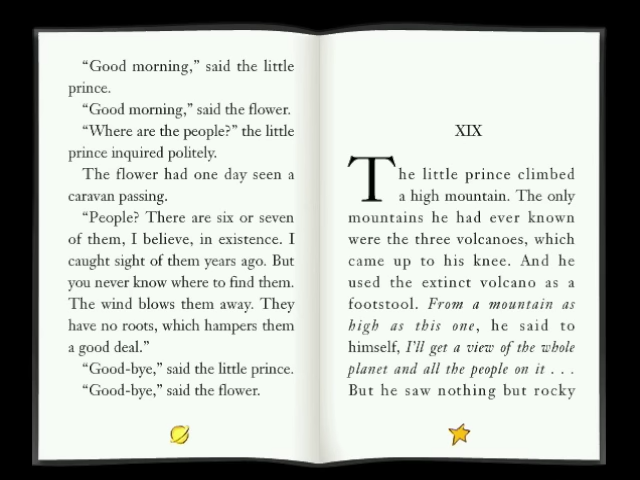 “Good morning,” said the little
prince.
“Good morning,” said the flower.
“Where are the people?” the little
prince inquired politely.
The flower had one day seen a
caravan passing.
“People? There are six or seven
of them, I believe, in existence. I
caught sight of them years ago. But
you never know where to find them.
The wind blows them away. They
have no roots, which hampers them
a good deal.”
“Good-bye,” said the little prince.
“Good-bye,” said the flower.
XIX
The little prince climbed
a high mountain. The only
mountains he had ever known
were the three volcanoes, which
came up to his knee. And he
used the extinct volcano as a
footstool. From a mountain as
high as this one, he said to
himself, I’ll get a view of the whole
planet and all the people on it . . .
But he saw nothing but rocky